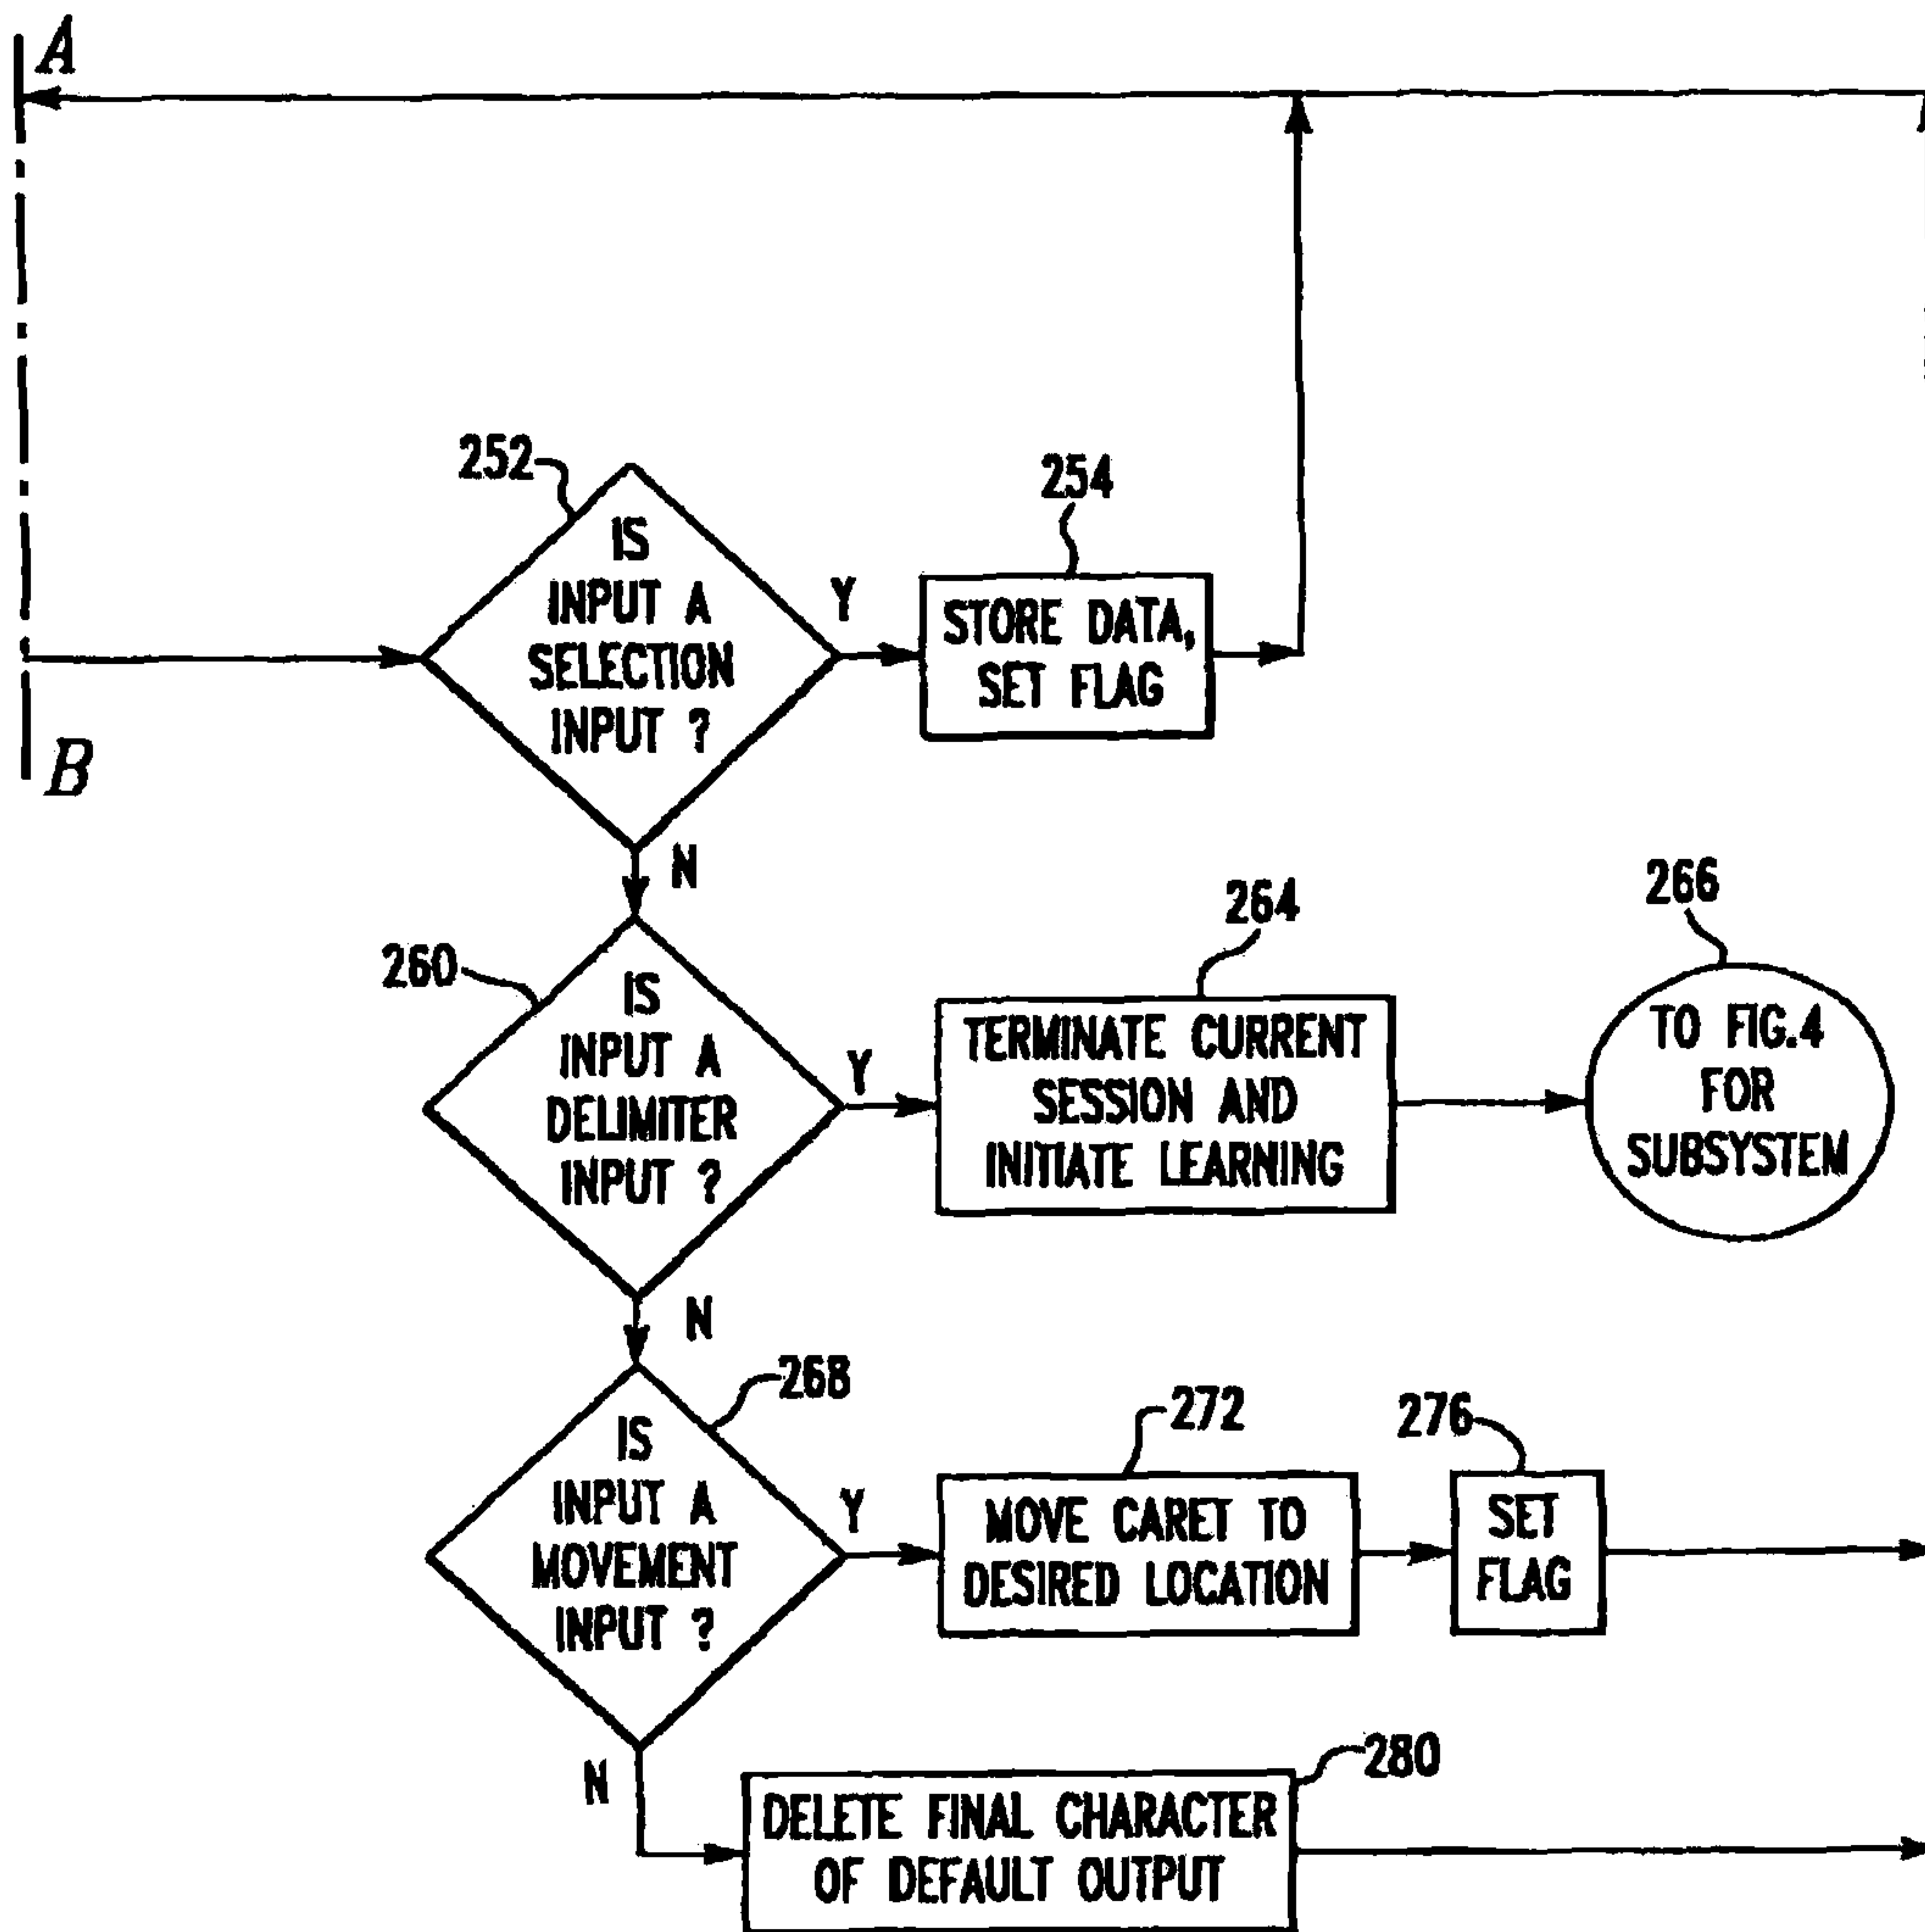 A
252
IS
INPUT A
SELECTION
INPUT ?
Y
254
STORE DATA,
SET FLAG
B
N
260
IS
INPUT A
DELIMITER
INPUT ?
Y
264
TERMINATE CURRENT
SESSION AND
INITIATE LEARNING
266
TO FIG.4
FOR
SUBSYSTEM
N
268
IS
INPUT A
MOVEMENT
INPUT ?
Y
272
MOVE CARET TO
DESIRED LOCATION
276
SET
FLAG
N
280
DELETE FINAL CHARACTER
OF DEFAULT OUTPUT